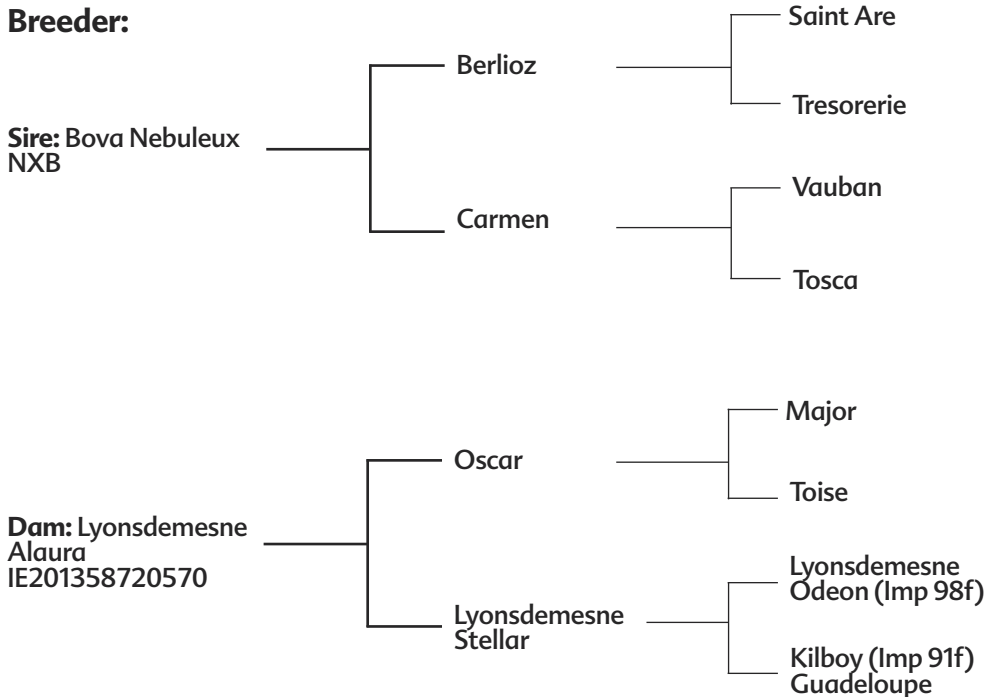 Breeder:
Saint Are
Berlioz
Tresorerie
Sire: Bova Nebuleux
NXB
Vauban
Carmen
Tosca
Major
Oscar
Toise
Dam: Lyonsdemesne
Alaura
IE201358720570
Lyonsdemesne
Odeon (Imp 98f)
Lyonsdemesne
Stellar
Kilboy (Imp 91f)
Guadeloupe